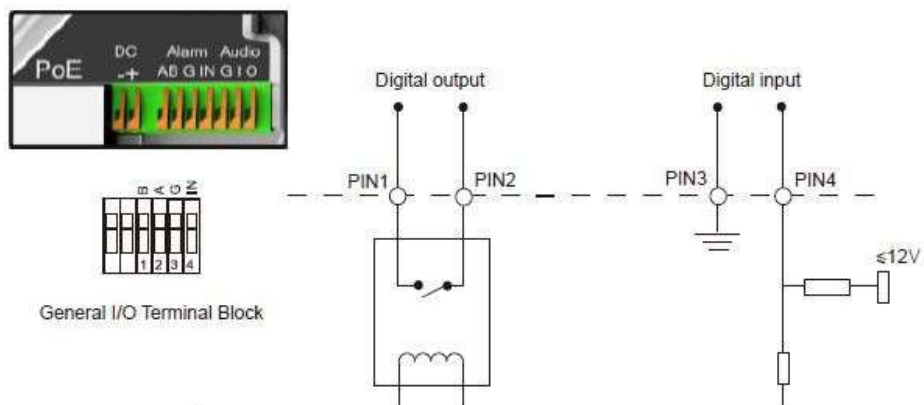 DC Alarm Audio
PoE -+ AB G IN G I O
Digital output
Digital input
PIN1
PIN2
PIN3
PIN4
B A G IN
1 2 3 4
≤12V
General I/O Terminal Block